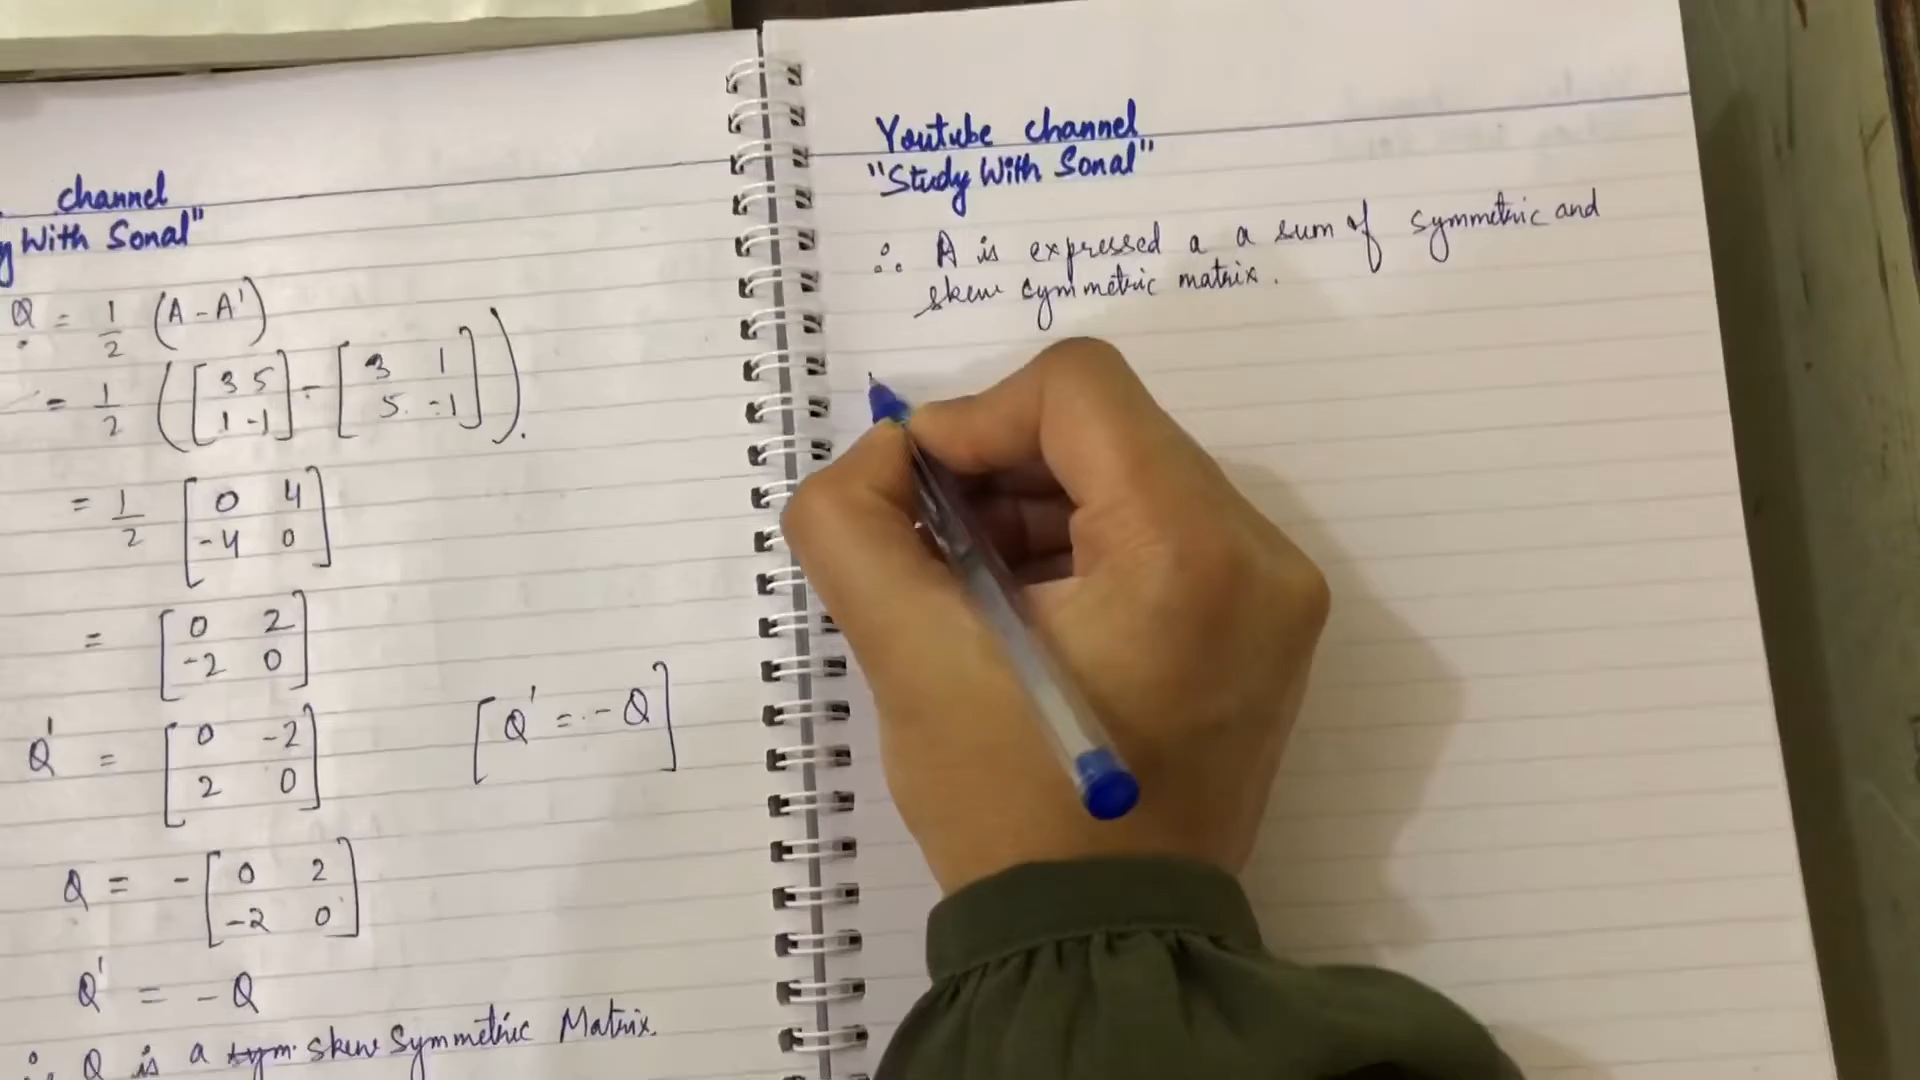 channel
With Sonal"
Q = 1/2 (A - A')
= 1/2 ([3 5
1 -1] - [3 1
5 -1]).
= 1/2 [0 4
-4 0]
= [0 2
-2 0]
Q' = [0 -2
2 0]
[Q' = - Q]
Q = - [0 2
-2 0]
Q' = - Q
∴ Q is a skew Symmetric Matrix.
Youtube channel
"Study With Sonal"
∴ A is expressed a a sum of symmetric and
skew symmetric matrix.